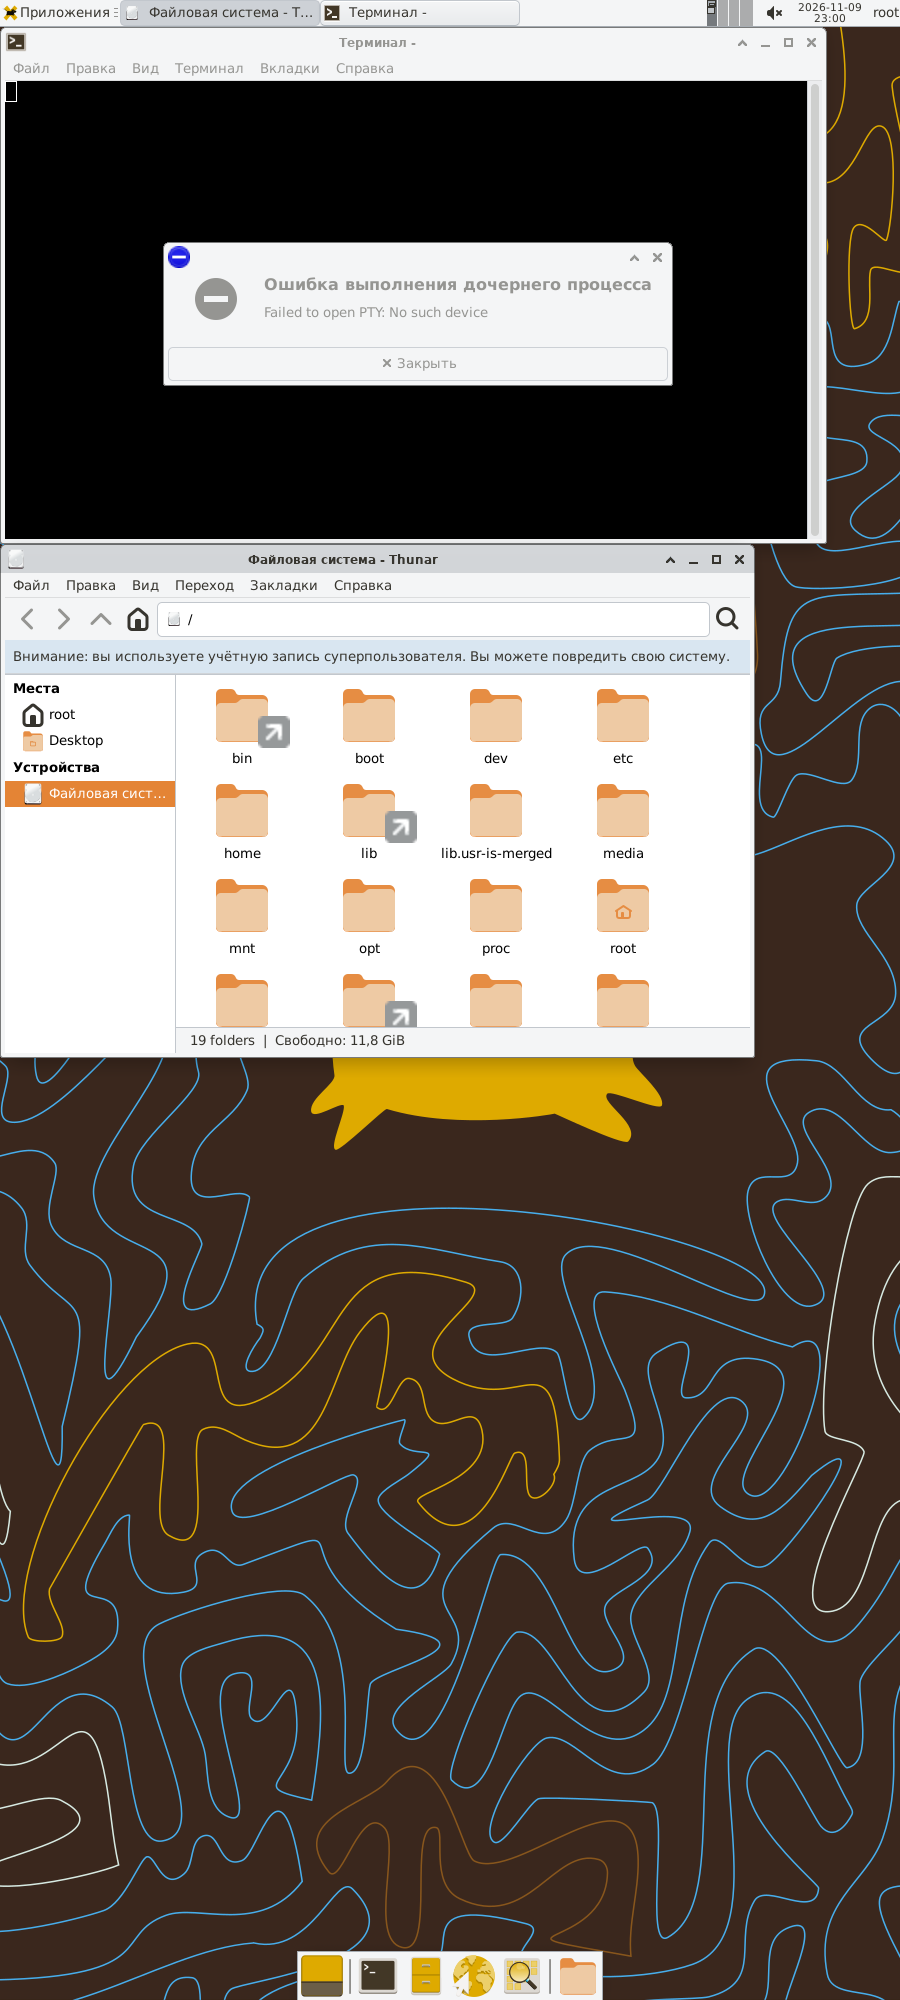 Приложения
Файловая система - Т...
Терминал -
2026-11-09
23:00
root
Терминал -
Файл Правка Вид Терминал Вкладки Справка
Ошибка выполнения дочернего процесса
Failed to open PTY: No such device
Закрыть
Файловая система - Thunar
Файл Правка Вид Переход Закладки Справка
/
Внимание: вы используете учётную запись суперпользователя. Вы можете повредить свою систему.
Места
root
Desktop
Устройства
Файловая сист...
bin boot dev etc
home lib lib.usr-is-merged media
mnt opt proc root
19 folders | Свободно: 11,8 GiB